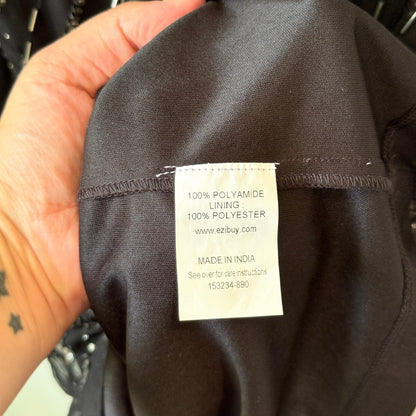 100% POLYAMIDE
LINING :
100% POLYESTER
www.ezibuy.com
MADE IN INDIA
See over for care instructions
153234-890